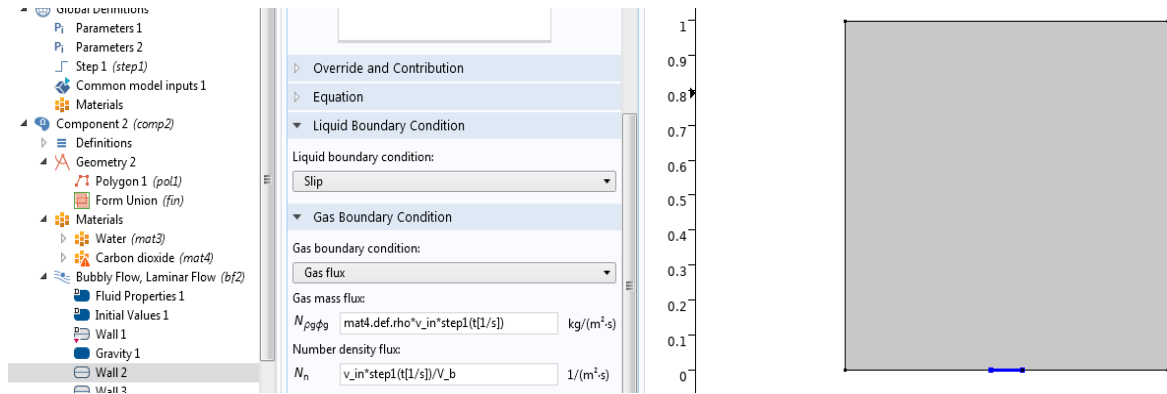 Global Definitions
Pi Parameters 1
Pi Parameters 2
Step 1 (step1)
Common model inputs 1
Materials
Component 2 (comp2)
Definitions
Geometry 2
Polygon 1 (pol1)
Form Union (fin)
Materials
Water (mat3)
Carbon dioxide (mat4)
Bubbly Flow, Laminar Flow (bf2)
Fluid Properties 1
Initial Values 1
Wall 1
Gravity 1
Wall 2
Wall 3
Override and Contribution
Equation
Liquid Boundary Condition
Liquid boundary condition:
Slip
Gas Boundary Condition
Gas boundary condition:
Gas flux
Gas mass flux:
Nρgϕg mat4.def.rho*v_in*step1(t[1/s]) kg/(m²·s)
Number density flux:
Nn v_in*step1(t[1/s])/V_b 1/(m²·s)
1
0.9
0.8
0.7
0.6
0.5
0.4
0.3
0.2
0.1
0